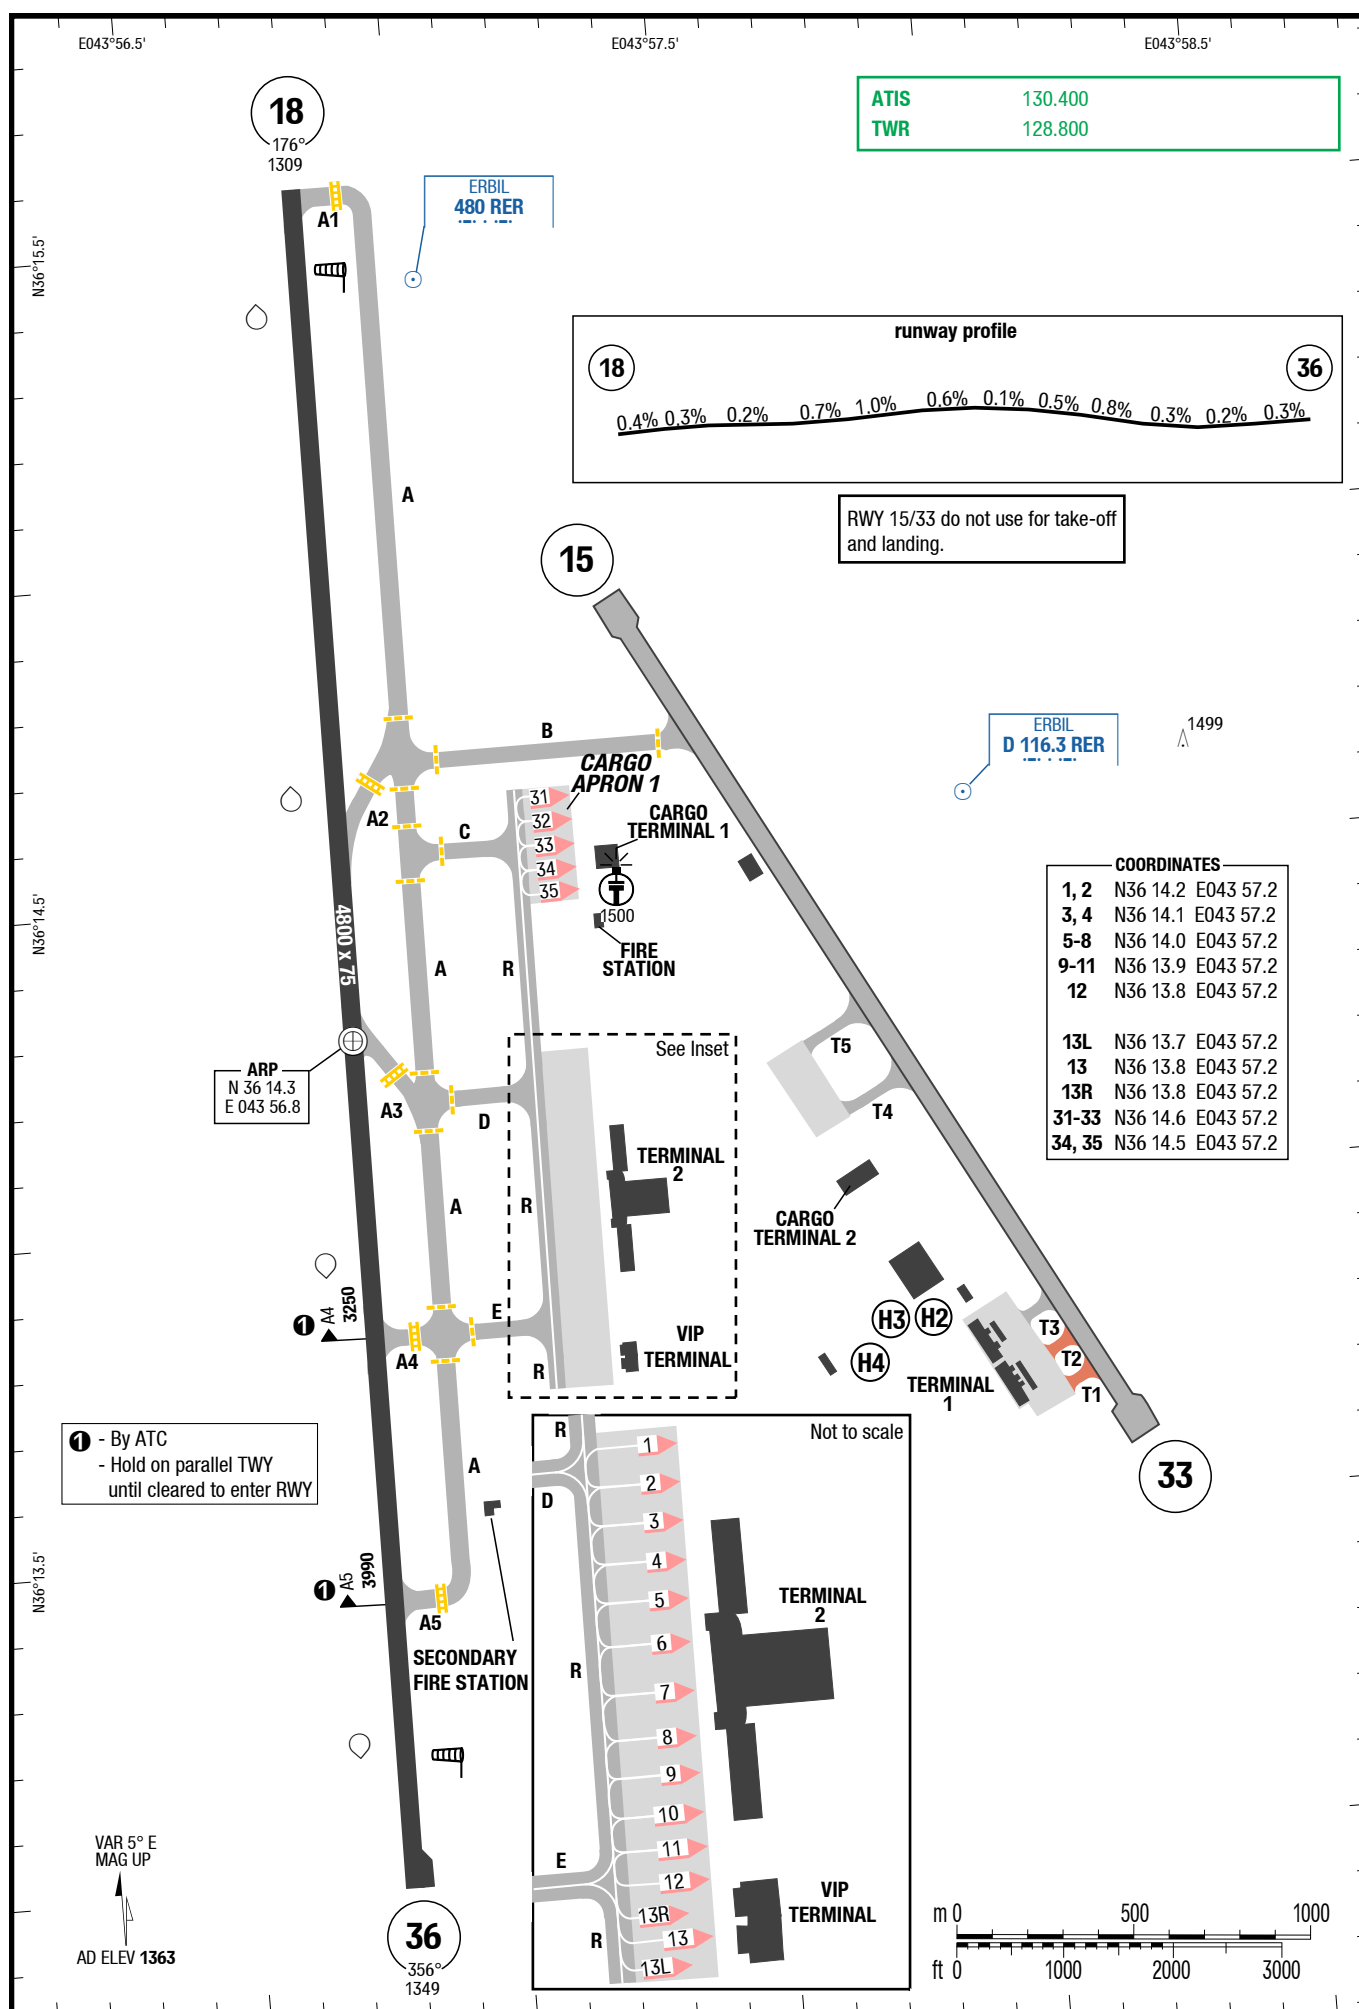 E043°56.5'
E043°57.5'
E043°58.5'
ATIS 130.400
TWR 128.800
18
176°
1309
A1
ERBIL
480 RER
N36°15.5'
runway profile
18
36
0.4% 0.3% 0.2% 0.7% 1.0% 0.6% 0.1% 0.5% 0.8% 0.3% 0.2% 0.3%
A
RWY 15/33 do not use for take-off
and landing.
15
B
ERBIL
D 116.3 RER
1499
CARGO
APRON 1
31
32
33
34
35
A2
C
CARGO
TERMINAL 1
1500
FIRE
STATION
N36°14.5'
4800 x 75
A
R
COORDINATES
1, 2 N36 14.2 E043 57.2
3, 4 N36 14.1 E043 57.2
5-8 N36 14.0 E043 57.2
9-11 N36 13.9 E043 57.2
12 N36 13.8 E043 57.2
13L N36 13.7 E043 57.2
13 N36 13.8 E043 57.2
13R N36 13.8 E043 57.2
31-33 N36 14.6 E043 57.2
34, 35 N36 14.5 E043 57.2
See Inset
T5
T4
ARP
N 36 14.3
E 043 56.8
A3
D
TERMINAL
2
A
R
CARGO
TERMINAL 2
1
A4
3250
A4
E
R
VIP
TERMINAL
H3
H2
H4
T3
T2
T1
TERMINAL
1
33
1 - By ATC
- Hold on parallel TWY
until cleared to enter RWY
A
N36°13.5'
1
A5
3990
A5
SECONDARY
FIRE STATION
Not to scale
R
D
1
2
3
4
5
6
7
8
9
10
11
12
13R
13
13L
R
E
R
TERMINAL
2
VIP
TERMINAL
VAR 5° E
MAG UP
AD ELEV 1363
36
356°
1349
m 0 500 1000
ft 0 1000 2000 3000